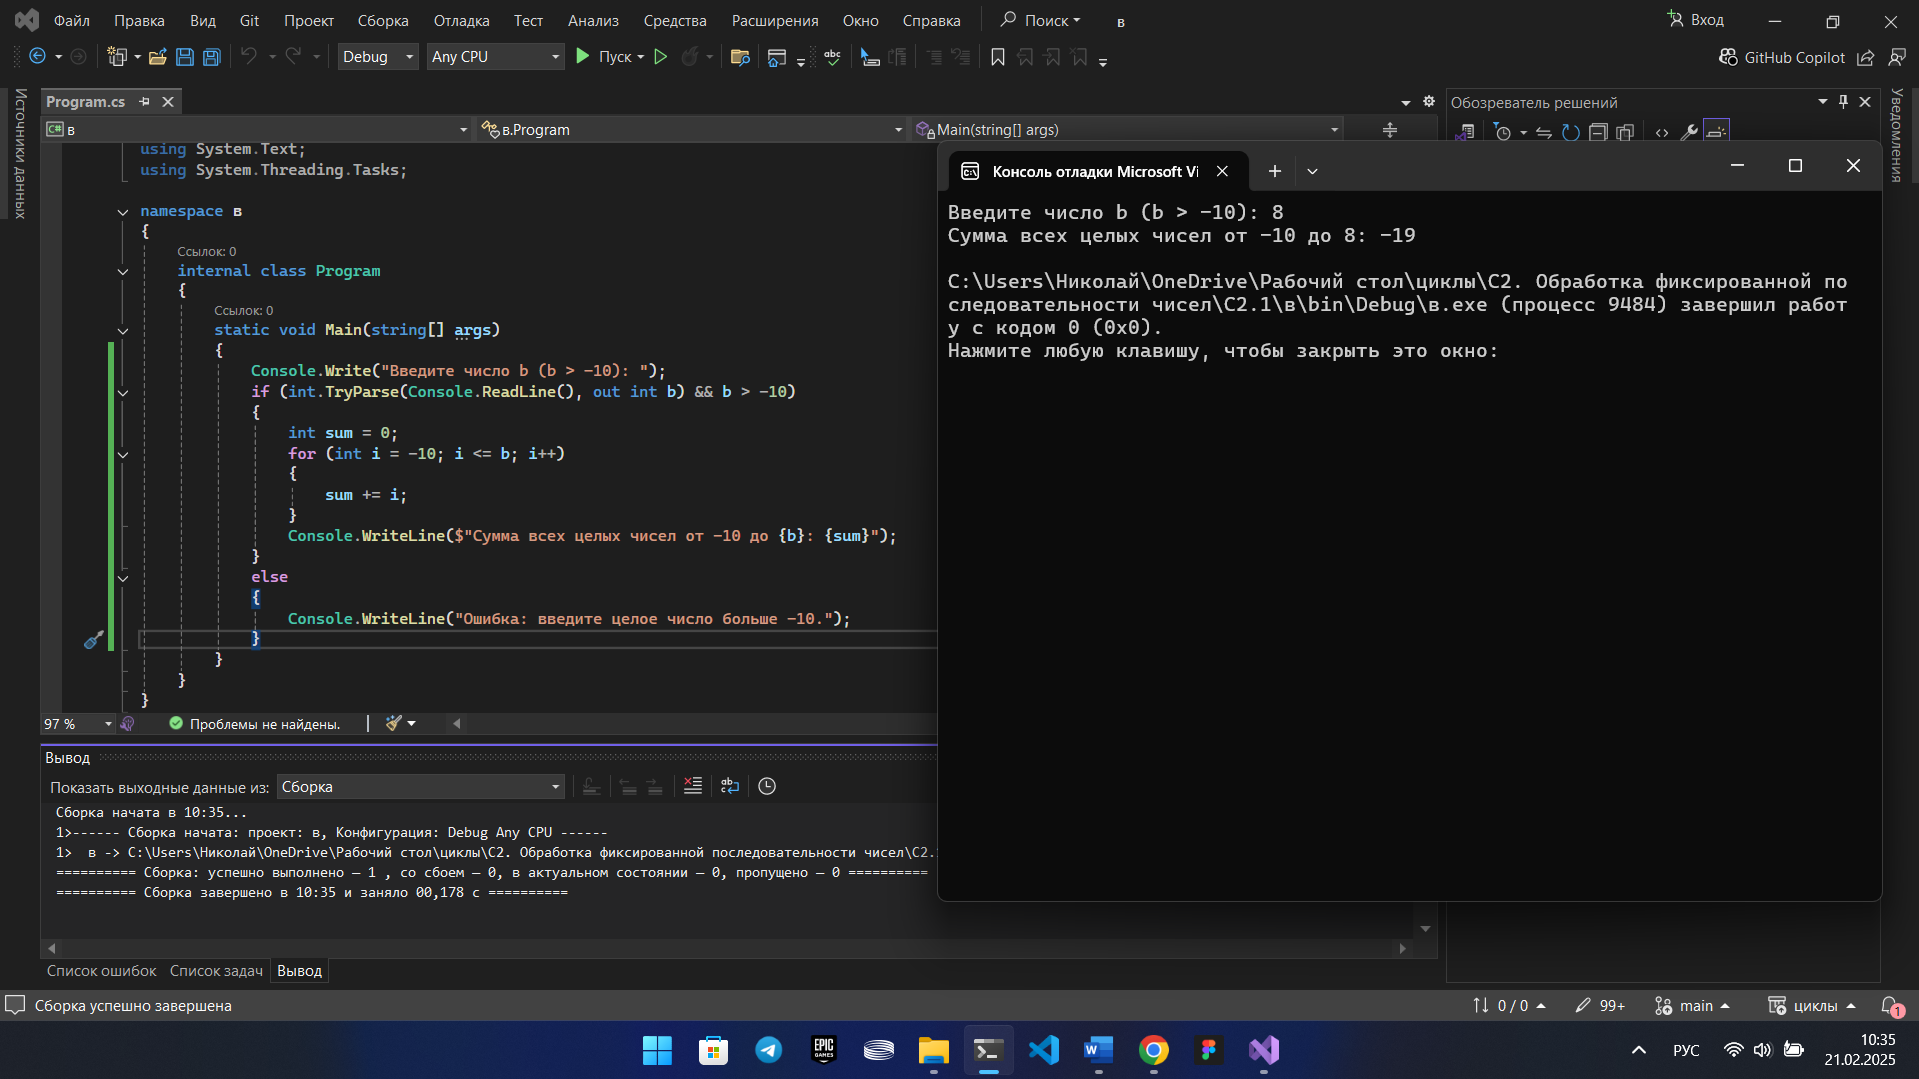 Файл Правка Вид Git Проект Сборка Отладка Тест Анализ Средства Расширения Окно Справка Поиск в Вход
Debug Any CPU Пуск GitHub Copilot
Источники данных
Program.cs
Обозреватель решений
Уведомления
C# в в.Program Main(string[] args)
using System.Text;
using System.Threading.Tasks;
namespace в
{
Ссылок: 0
internal class Program
{
Ссылок: 0
static void Main(string[] args)
{
Console.Write("Введите число b (b > -10): ");
if (int.TryParse(Console.ReadLine(), out int b) && b > -10)
{
int sum = 0;
for (int i = -10; i <= b; i++)
{
sum += i;
}
Console.WriteLine($"Сумма всех целых чисел от -10 до {b}: {sum}");
}
else
{
Console.WriteLine("Ошибка: введите целое число больше -10.");
}
}
}
}
97 % Проблемы не найдены.
Консоль отладки Microsoft Vi
Введите число b (b > -10): 8
Сумма всех целых чисел от -10 до 8: -19
C:\Users\Николай\OneDrive\Рабочий стол\циклы\C2. Обработка фиксированной по
следовательности чисел\C2.1\в\bin\Debug\в.exe (процесс 9484) завершил работ
у с кодом 0 (0x0).
Нажмите любую клавишу, чтобы закрыть это окно:
Вывод
Показать выходные данные из: Сборка
Сборка начата в 10:35...
1>------ Сборка начата: проект: в, Конфигурация: Debug Any CPU ------
1>  в -> C:\Users\Николай\OneDrive\Рабочий стол\циклы\C2. Обработка фиксированной последовательности чисел\C2.
========== Сборка: успешно выполнено – 1 , со сбоем – 0, в актуальном состоянии – 0, пропущено – 0 ==========
========== Сборка завершено в 10:35 и заняло 00,178 с ==========
Список ошибок Список задач Вывод
Сборка успешно завершена 0 / 0 99+ main циклы 1
EPIC GAMES
РУС 10:35
21.02.2025